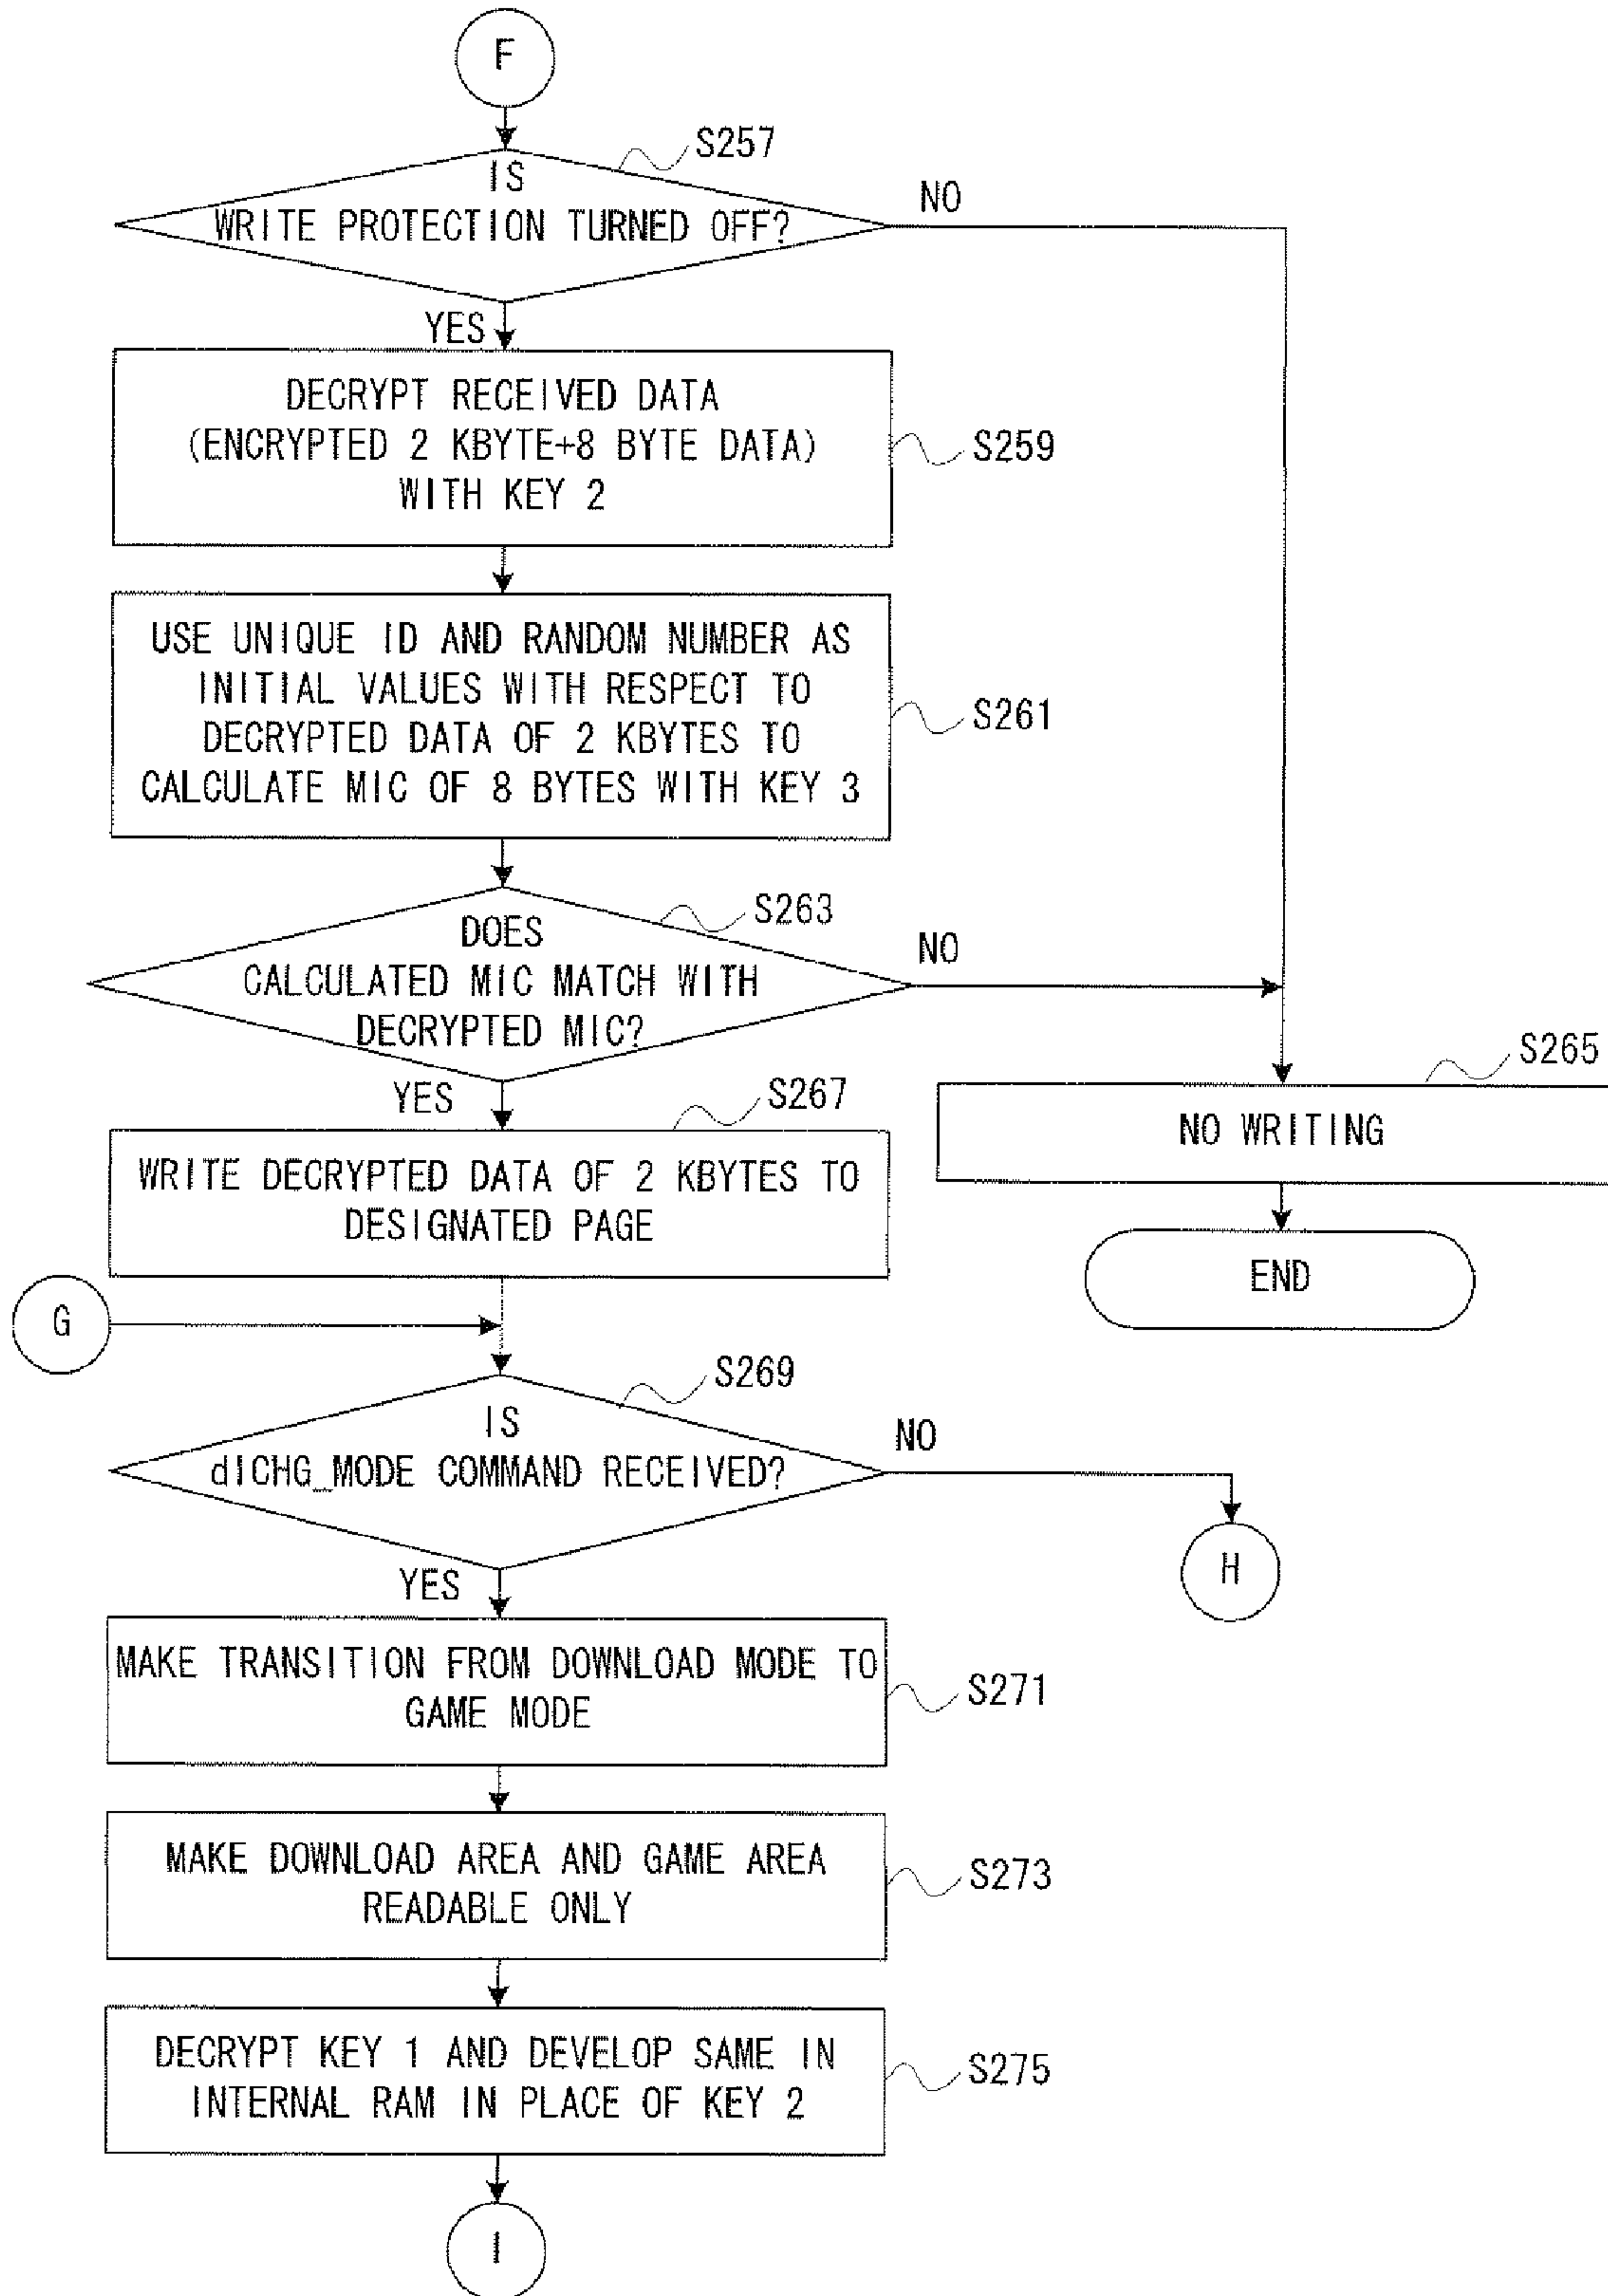 F
S257
IS
WRITE PROTECTION TURNED OFF?
NO
YES
DECRYPT RECEIVED DATA
(ENCRYPTED 2 KBYTE+8 BYTE DATA)
WITH KEY 2
S259
USE UNIQUE ID AND RANDOM NUMBER AS
INITIAL VALUES WITH RESPECT TO
DECRYPTED DATA OF 2 KBYTES TO
CALCULATE MIC OF 8 BYTES WITH KEY 3
S261
S263
DOES
CALCULATED MIC MATCH WITH
DECRYPTED MIC?
NO
YES
S265
NO WRITING
END
S267
WRITE DECRYPTED DATA OF 2 KBYTES TO
DESIGNATED PAGE
G
S269
IS
dICHG_MODE COMMAND RECEIVED?
NO
H
YES
MAKE TRANSITION FROM DOWNLOAD MODE TO
GAME MODE
S271
MAKE DOWNLOAD AREA AND GAME AREA
READABLE ONLY
S273
DECRYPT KEY 1 AND DEVELOP SAME IN
INTERNAL RAM IN PLACE OF KEY 2
S275
I